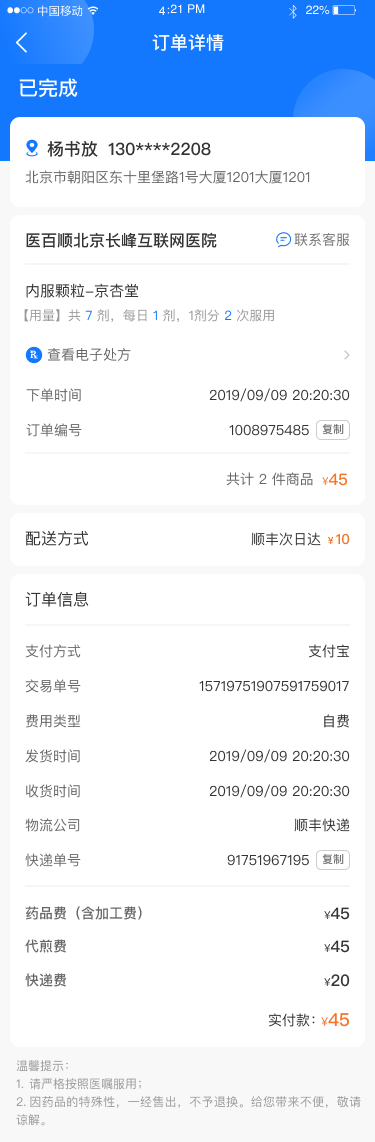 中国移动 4:21 PM 22%
订单详情
已完成
杨书放 130****2208
北京市朝阳区东十里堡路1号大厦1201大厦1201
医百顺北京长峰互联网医院 联系客服
内服颗粒–京杏堂
【用量】共 7 剂，每日 1 剂，1剂分 2 次服用
R 查看电子处方
下单时间 2019/09/09 20:20:30
订单编号 1008975485 复制
共计 2 件商品 ¥45
配送方式 顺丰次日达 ¥10
订单信息
支付方式 支付宝
交易单号 15719751907591759017
费用类型 自费
发货时间 2019/09/09 20:20:30
收货时间 2019/09/09 20:20:30
物流公司 顺丰快递
快递单号 91751967195 复制
药品费（含加工费） ¥45
代煎费 ¥45
快递费 ¥20
实付款：¥45
温馨提示：
1. 请严格按照医嘱服用；
2. 因药品的特殊性，一经售出，不予退换。给您带来不便，敬请
谅解。